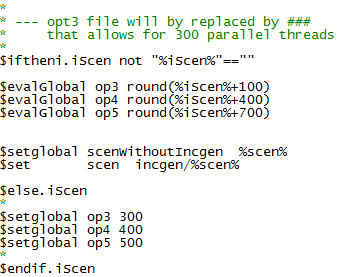 *
* --- opt3 file will by replaced by ###
*     that allows for 300 parallel threads
*
$iftheni.iScen not "%iScen%"==""

$evalGlobal op3 round(%iScen%+100)
$evalGlobal op4 round(%iScen%+400)
$evalGlobal op5 round(%iScen%+700)

$setglobal scenWithoutIncgen  %scen%
$set       scen  incgen/%scen%

$else.iScen
*
$setglobal op3 300
$setglobal op4 400
$setglobal op5 500
*
$endif.iScen